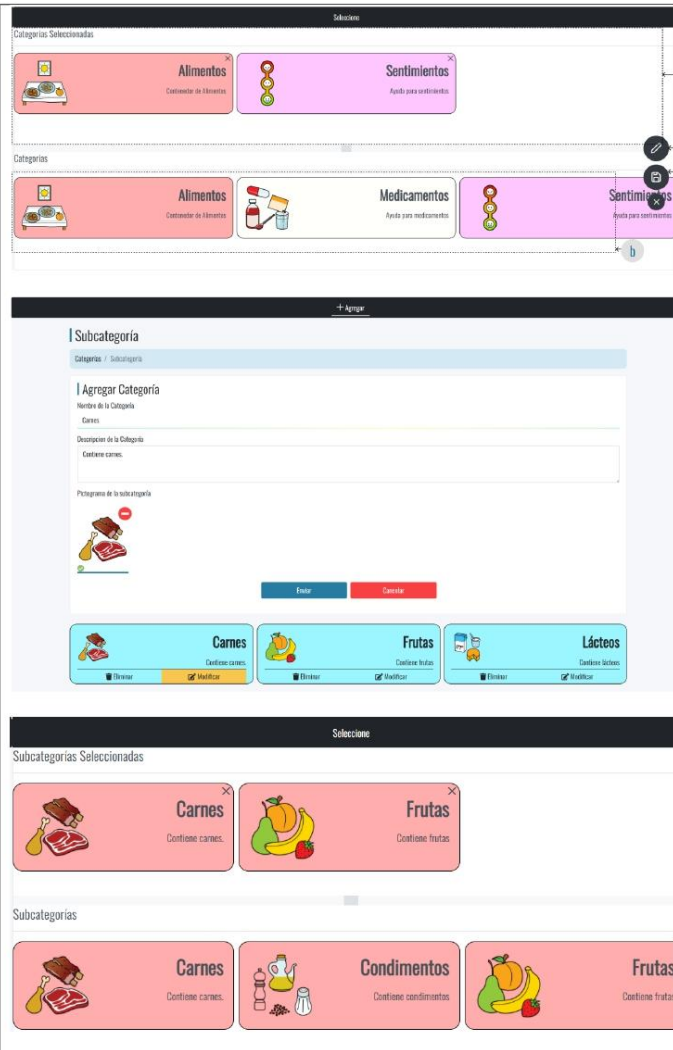 Seleccione
Categorías Seleccionadas
Alimentos
Contenedor de Alimentos
Sentimientos
Ayuda para sentimientos
Categorías
Alimentos
Contenedor de Alimentos
Medicamentos
Ayuda para medicamentos
Sentimientos
Ayuda para sentimientos
b
+ Agregar
Subcategoría
Categorías / Subcategoría
Agregar Categoría
Nombre de la Categoría
Carnes
Descripcion de la Categoría
Contiene carnes.
Pictograma de la subcategoría
Enviar
Cancelar
Carnes
Contiene carnes.
Eliminar
Modificar
Frutas
Contiene frutas
Eliminar
Modificar
Lácteos
Contiene lácteos
Eliminar
Modificar
Seleccione
Subcategorías Seleccionadas
Carnes
Contiene carnes.
Frutas
Contiene frutas
Subcategorías
Carnes
Contiene carnes.
Condimentos
Contiene condimentos
Frutas
Contiene frutas